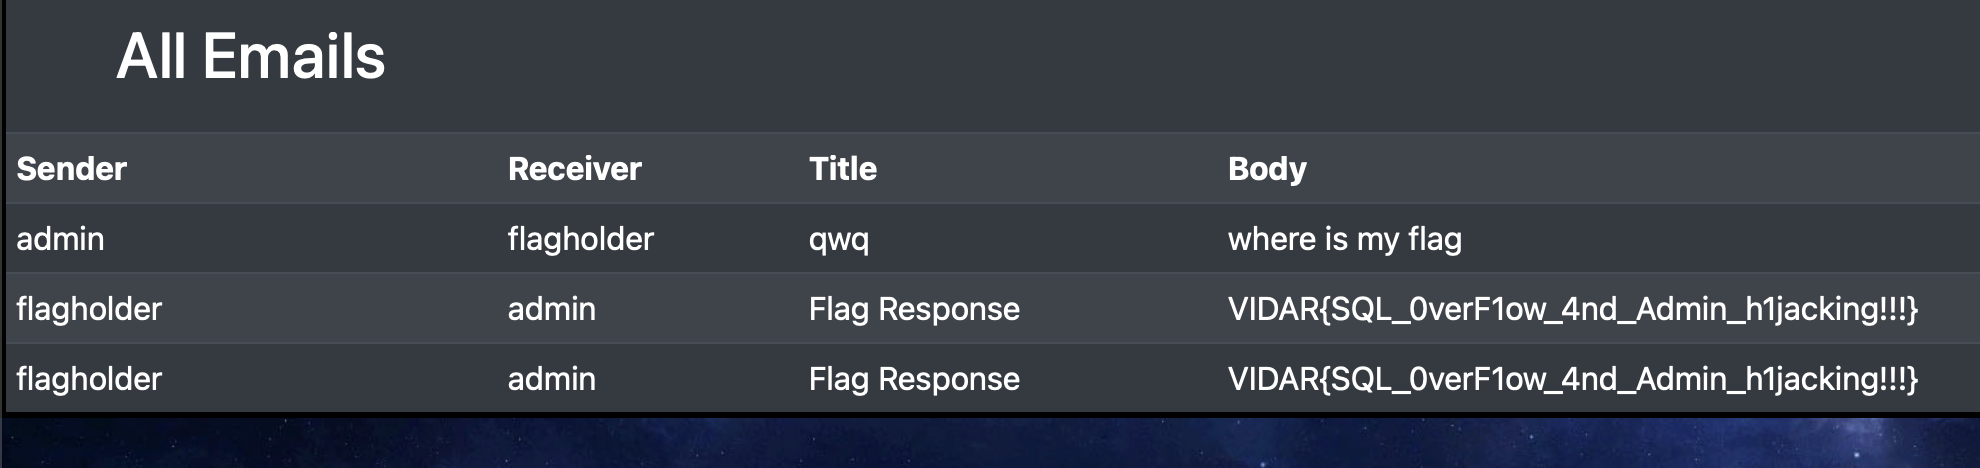 All Emails
Sender Receiver Title Body
admin flagholder qwq where is my flag
flagholder admin Flag Response VIDAR{SQL_0verF1ow_4nd_Admin_h1jacking!!!}
flagholder admin Flag Response VIDAR{SQL_0verF1ow_4nd_Admin_h1jacking!!!}